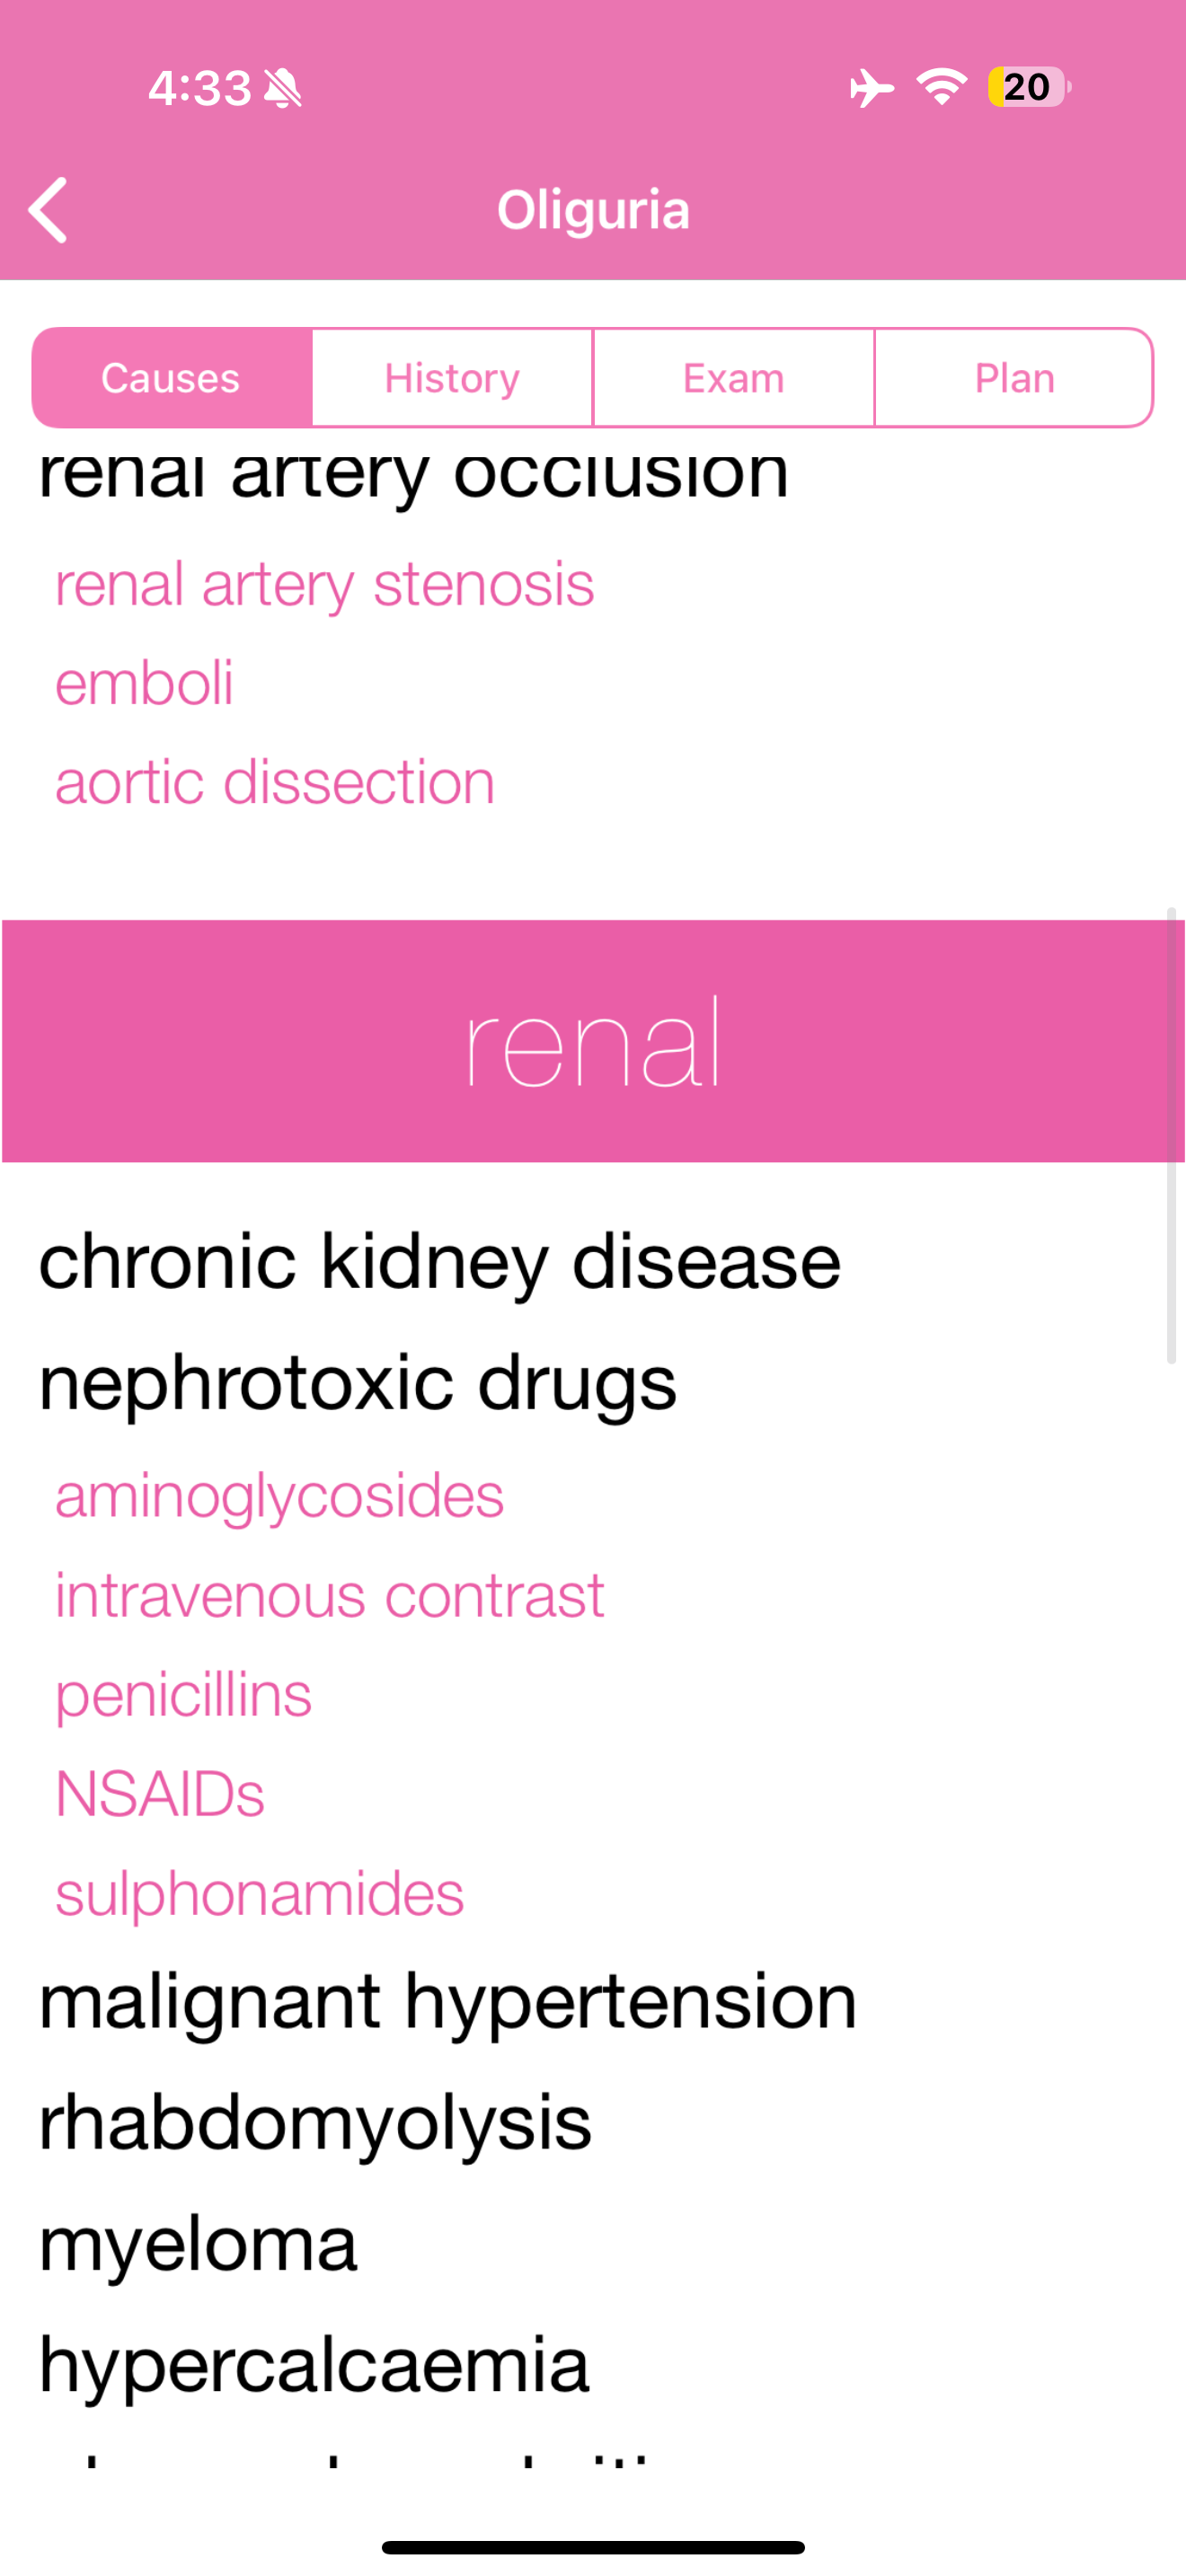 4:33
20
Oliguria
Causes History Exam Plan
renal artery occlusion
renal artery stenosis
emboli
aortic dissection
renal
chronic kidney disease
nephrotoxic drugs
aminoglycosides
intravenous contrast
penicillins
NSAIDs
sulphonamides
malignant hypertension
rhabdomyolysis
myeloma
hypercalcaemia